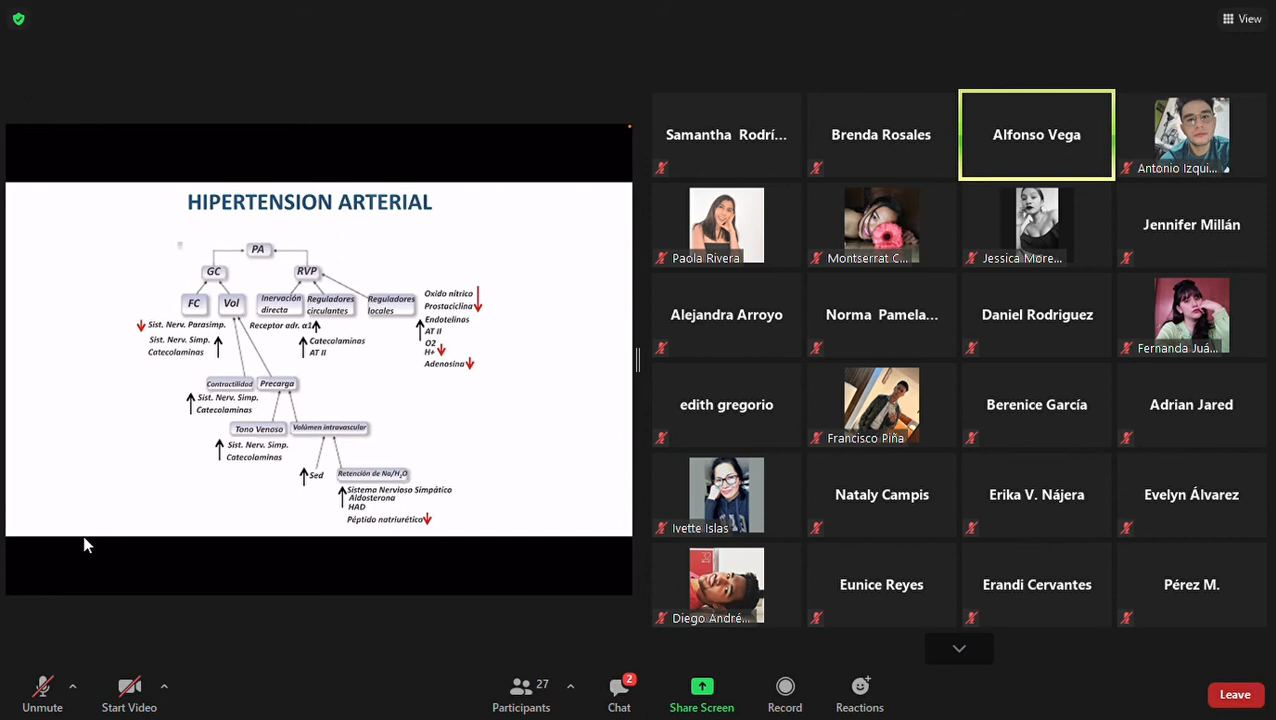 View
HIPERTENSION ARTERIAL
PA
GC
RVP
FC
Vol
Inervación
directa
Reguladores
circulantes
Reguladores
locales
Oxido nítrico
Prostaciclina
Endotelinas
AT II
O2
H+
Adenosina
Sist. Nerv. Parasimp.
Sist. Nerv. Simp.
Catecolaminas
Receptor adr. α1
Catecolaminas
AT II
Contractilidad
Precarga
Sist. Nerv. Simp.
Catecolaminas
Tono Venoso
Volúmen intravascular
Sist. Nerv. Simp.
Catecolaminas
Sed
Retención de Na/H₂O
Sistema Nervioso Simpático
Aldosterona
HAD
Péptido natriurético
Samantha Rodrí...
Brenda Rosales
Alfonso Vega
Antonio Izqui...
Paola Rivera
Montserrat C...
Jessica More...
Jennifer Millán
Alejandra Arroyo
Norma Pamela...
Daniel Rodriguez
Fernanda Juá...
edith gregorio
Francisco Piña
Berenice García
Adrian Jared
Ivette Islas
Nataly Campis
Erika V. Nájera
Evelyn Álvarez
Diego André...
Eunice Reyes
Erandi Cervantes
Pérez M.
Unmute
Start Video
27
Participants
2
Chat
Share Screen
Record
Reactions
Leave